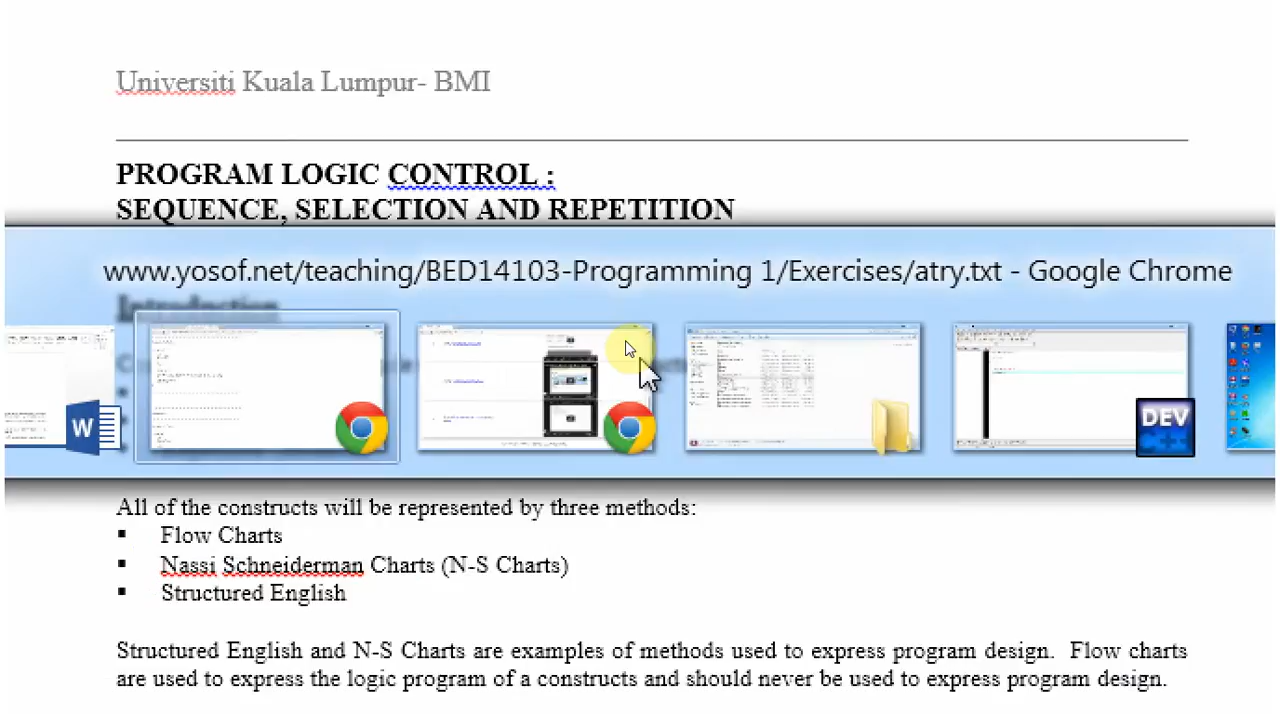 Universiti Kuala Lumpur- BMI
PROGRAM LOGIC CONTROL :
SEQUENCE, SELECTION AND REPETITION
www.yosof.net/teaching/BED14103-Programming 1/Exercises/atry.txt - Google Chrome
Introduction
W
DEV
All of the constructs will be represented by three methods:
▪ Flow Charts
▪ Nassi Schneiderman Charts (N-S Charts)
▪ Structured English
Structured English and N-S Charts are examples of methods used to express program design. Flow charts
are used to express the logic program of a constructs and should never be used to express program design.